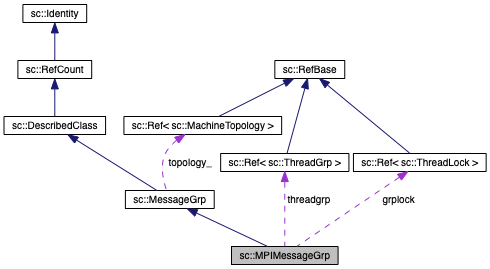 sc::Identity
sc::RefCount
sc::RefBase
sc::DescribedClass
sc::Ref< sc::MachineTopology >
topology_
sc::Ref< sc::ThreadGrp >
sc::Ref< sc::ThreadLock >
sc::MessageGrp
threadgrp
grplock
sc::MPIMessageGrp